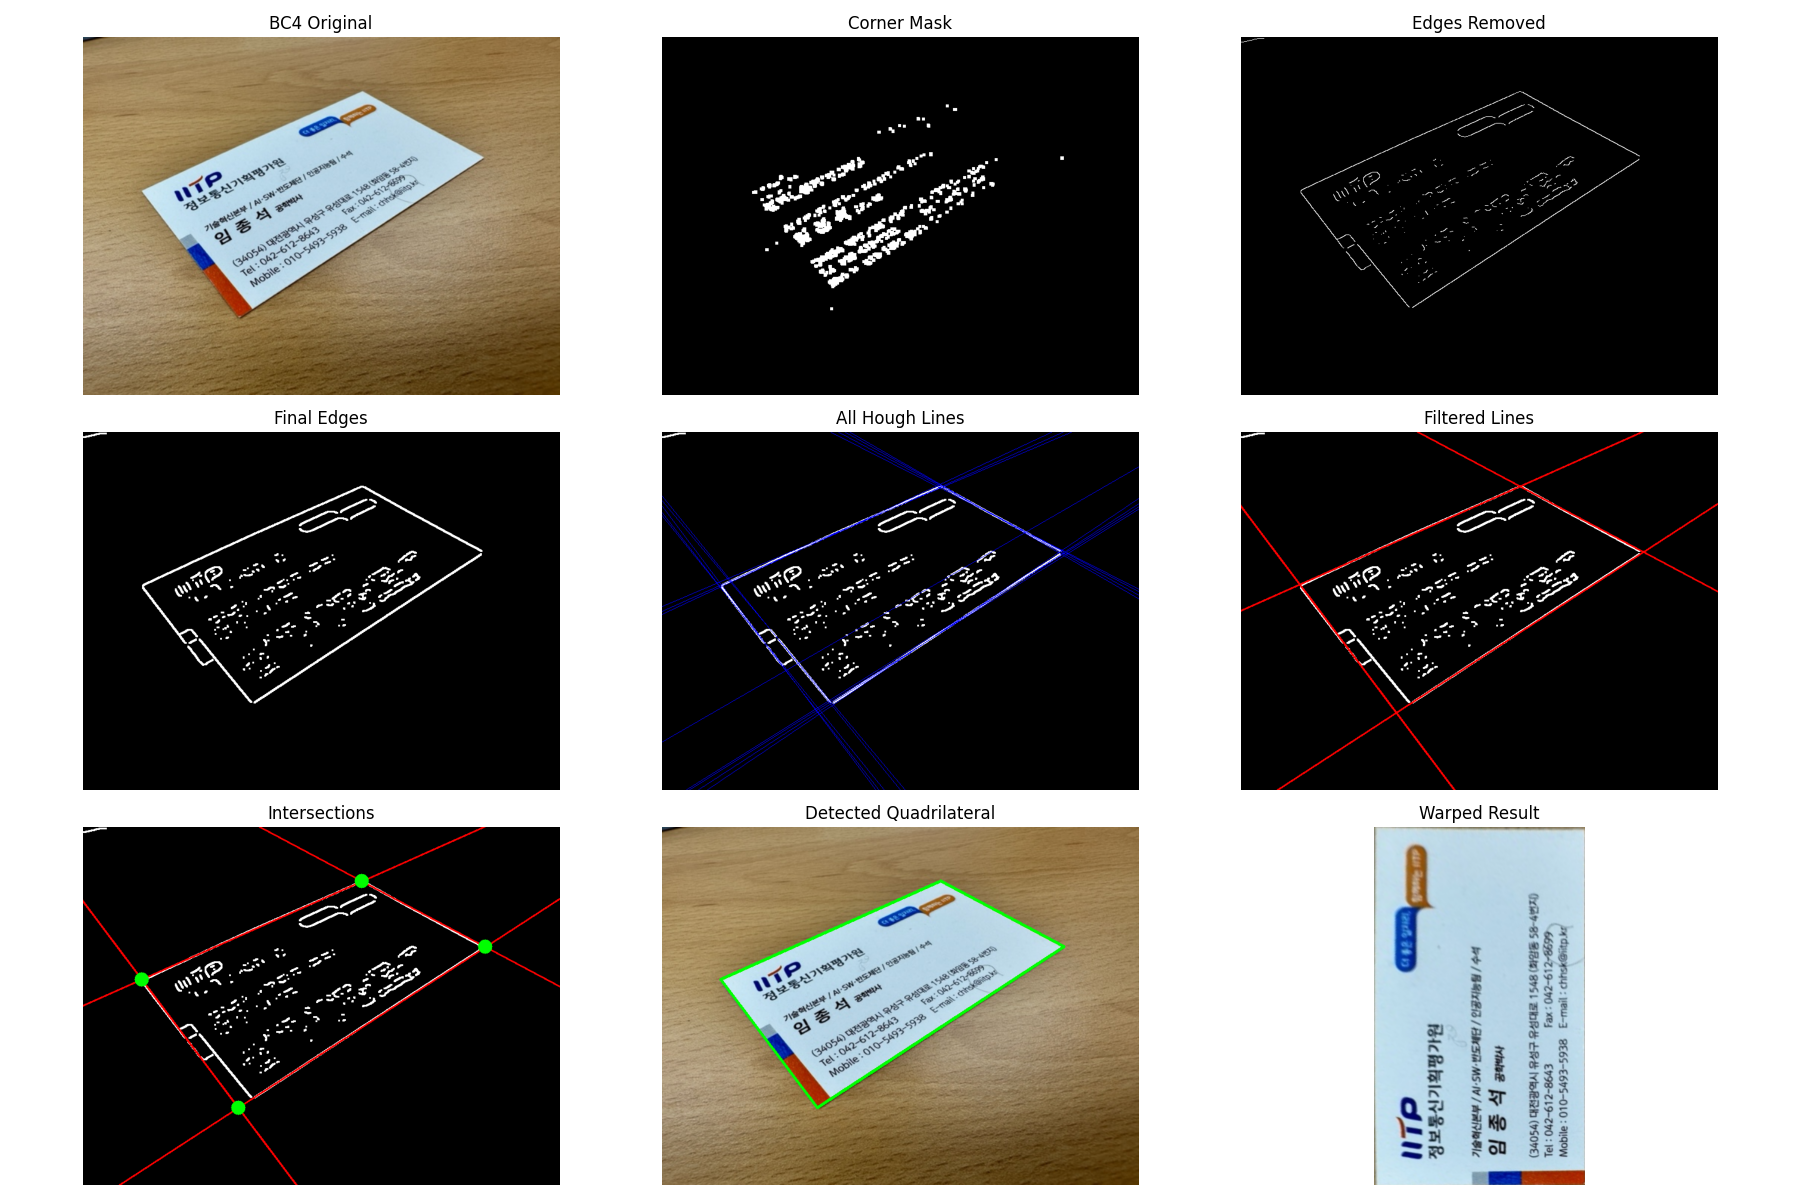 BC4 Original
Corner Mask
Edges Removed
IITP
정보통신기획평가원
기술혁신본부 / AI·SW·반도체단 / 인공지능팀 / 수석
임 종 석 공학박사
(34054) 대전광역시 유성구 유성대로 1548 (화암동 58-4번지)
Tel : 042-612-8643 Fax : 042-612-8699
Mobile : 010-5493-5938 E-mail : chhsk@iitp.kr
Final Edges
All Hough Lines
Filtered Lines
Intersections
Detected Quadrilateral
Warped Result
IITP
정보통신기획평가원
기술혁신본부 / AI·SW·반도체단 / 인공지능팀 / 수석
임 종 석 공학박사
(34054) 대전광역시 유성구 유성대로 1548 (화암동 58-4번지)
Tel : 042-612-8643 Fax : 042-612-8699
Mobile : 010-5493-5938 E-mail : chhsk@iitp.kr
더 좋은 일자리
IITP
정보통신기획평가원
기술혁신본부 / AI·SW·반도체단 / 인공지능팀 / 수석
임 종 석 공학박사
(34054) 대전광역시 유성구 유성대로 1548 (화암동 58-4번지)
Tel : 042-612-8643 Fax : 042-612-8699
Mobile : 010-5493-5938 E-mail : chhsk@iitp.kr